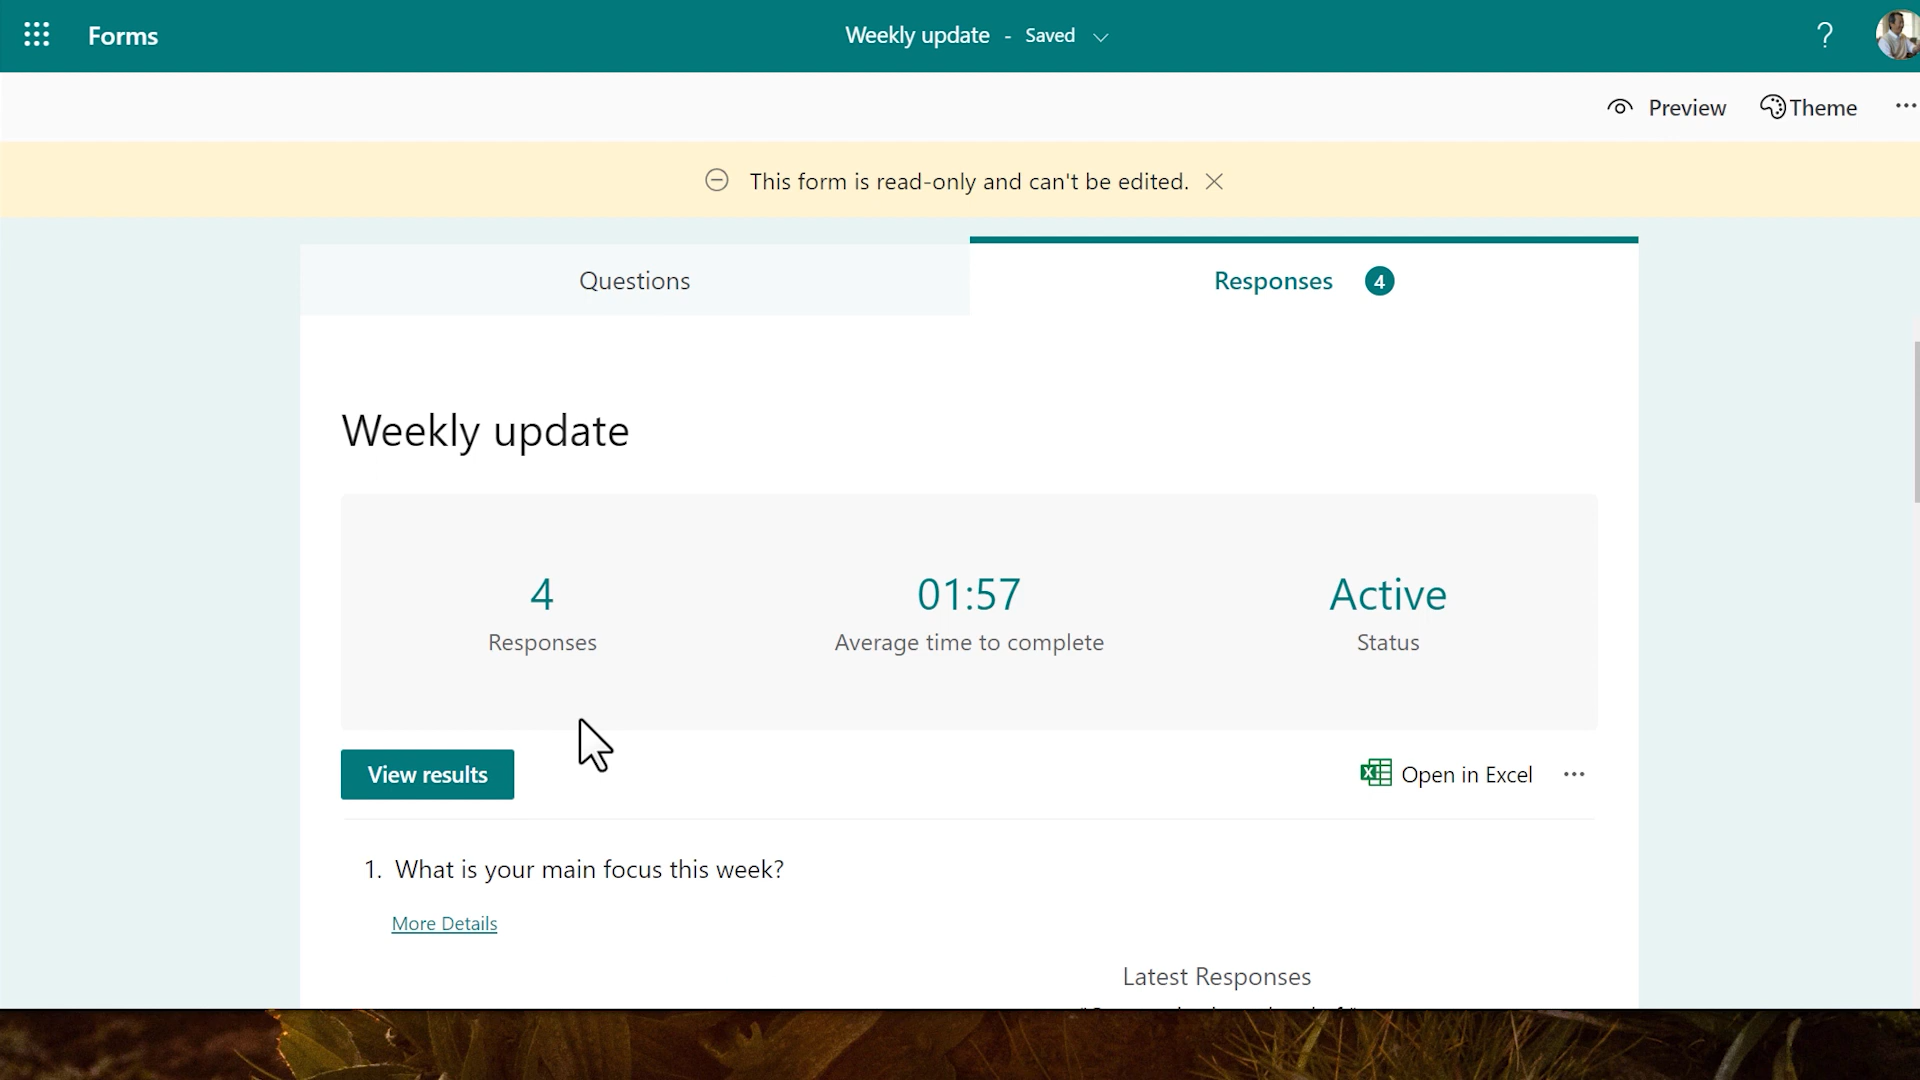 Forms
Weekly update - Saved
?
Preview
Theme
This form is read-only and can't be edited.
Questions
Responses 4
Weekly update
4
Responses
01:57
Average time to complete
Active
Status
View results
Open in Excel
1. What is your main focus this week?
More Details
Latest Responses